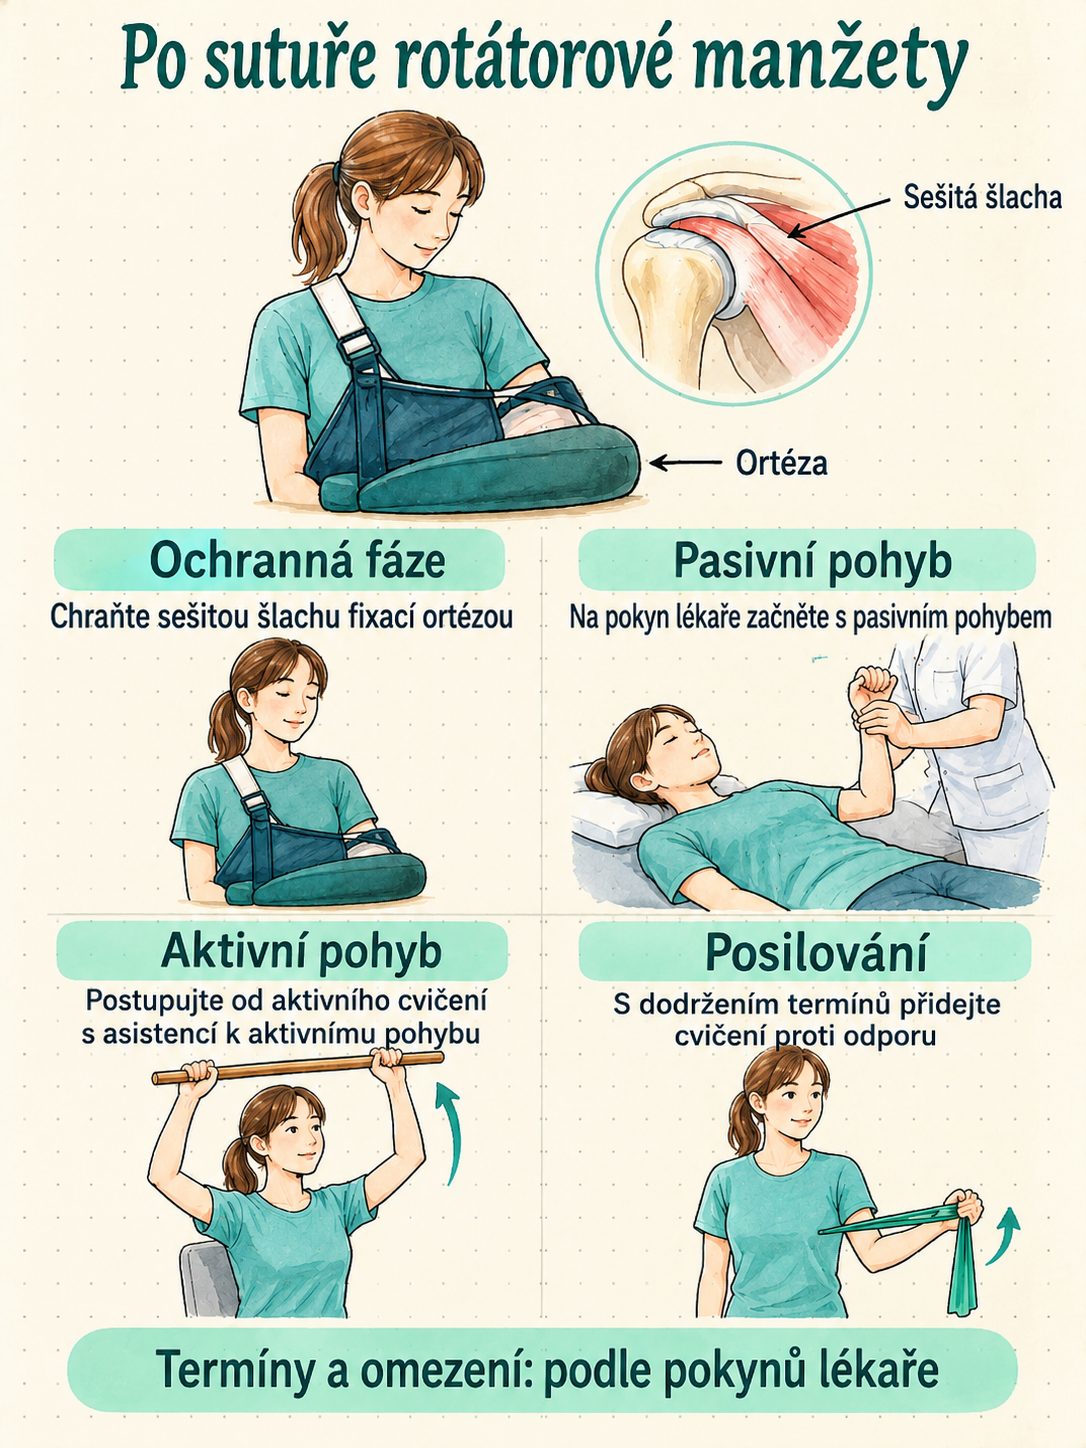 Po sutuře rotátorové manžety
Sešitá šlacha
Ortéza
Ochranná fáze
Chraňte sešitou šlachu fixací ortézou
Pasivní pohyb
Na pokyn lékaře začněte s pasivním pohybem
Aktivní pohyb
Postupujte od aktivního cvičení
s asistencí k aktivnímu pohybu
Posilování
S dodržením termínů přidejte
cvičení proti odporu
Termíny a omezení: podle pokynů lékaře